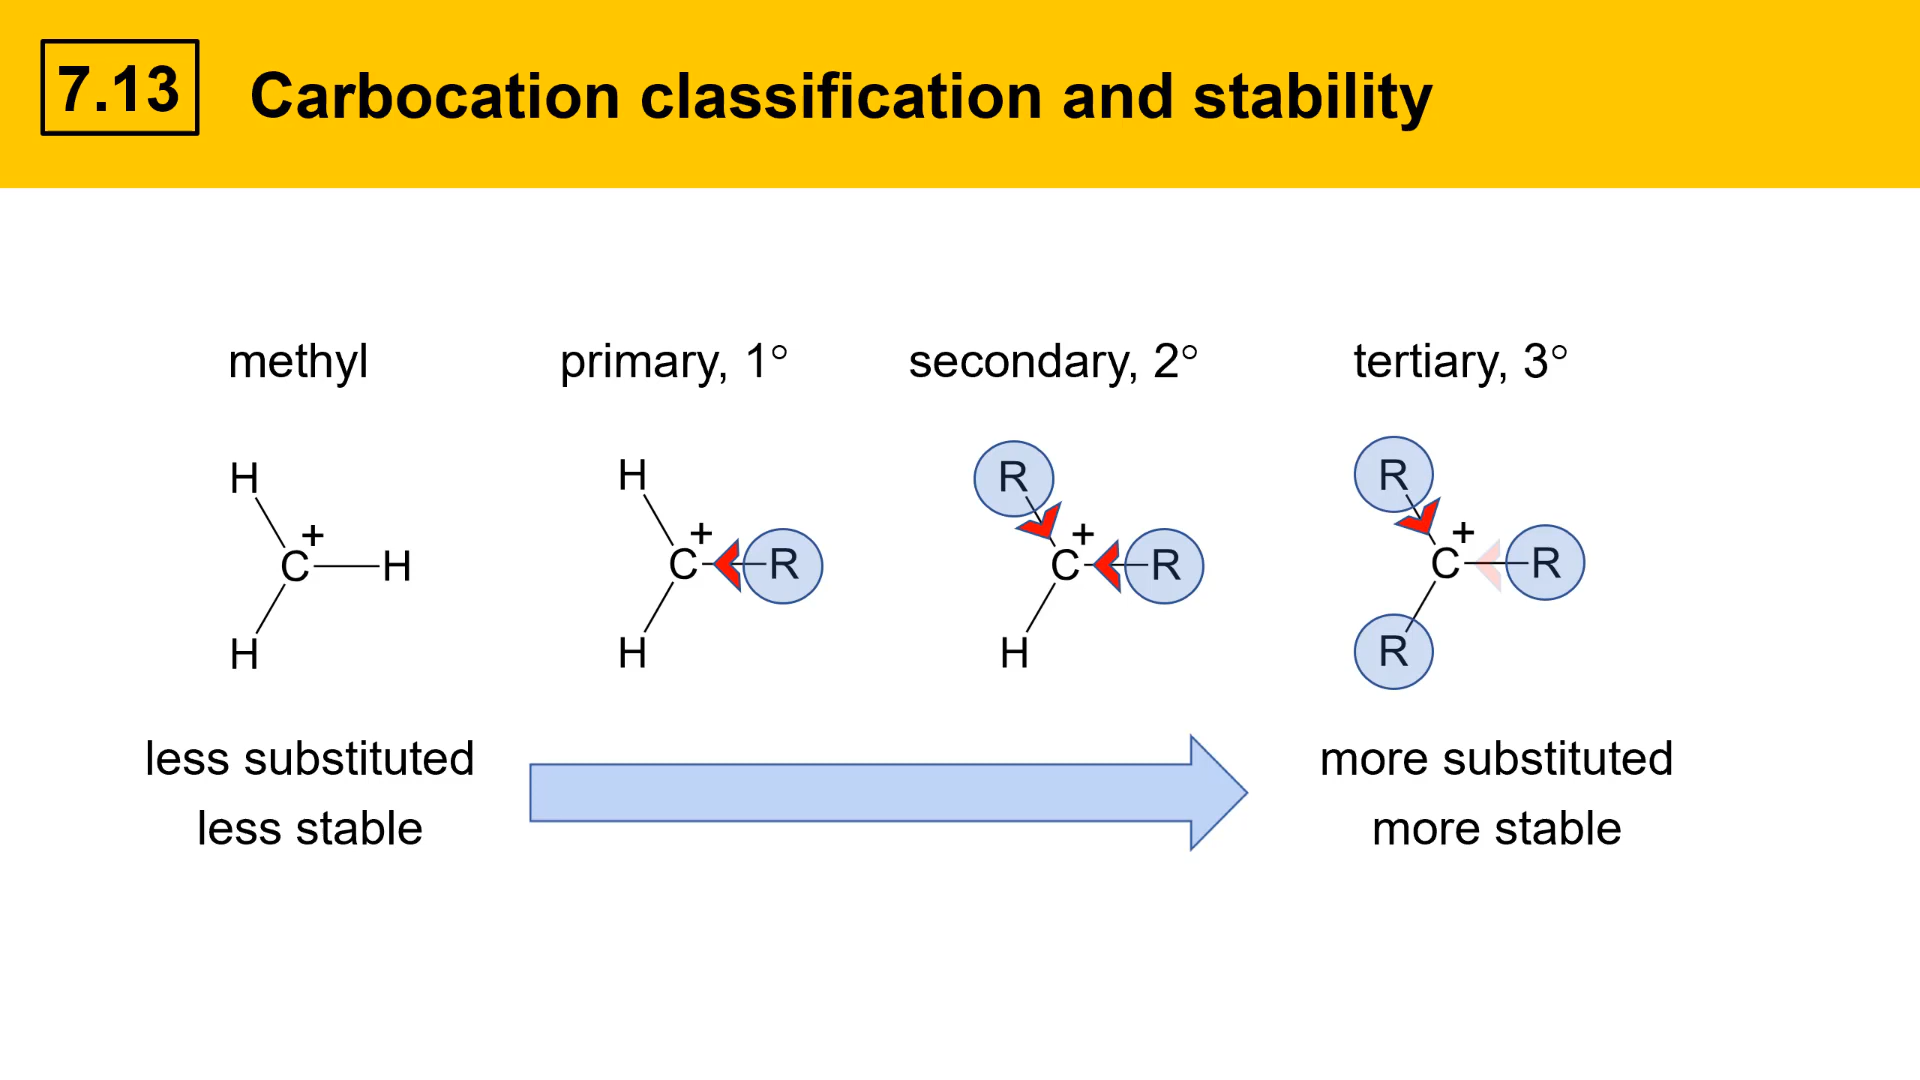 7.13
Carbocation classification and stability
methyl
primary, 1°
secondary, 2°
tertiary, 3°
H
C
+
H
H
H
C
+
R
H
R
C
+
R
H
R
C
+
R
R
less substituted
less stable
more substituted
more stable